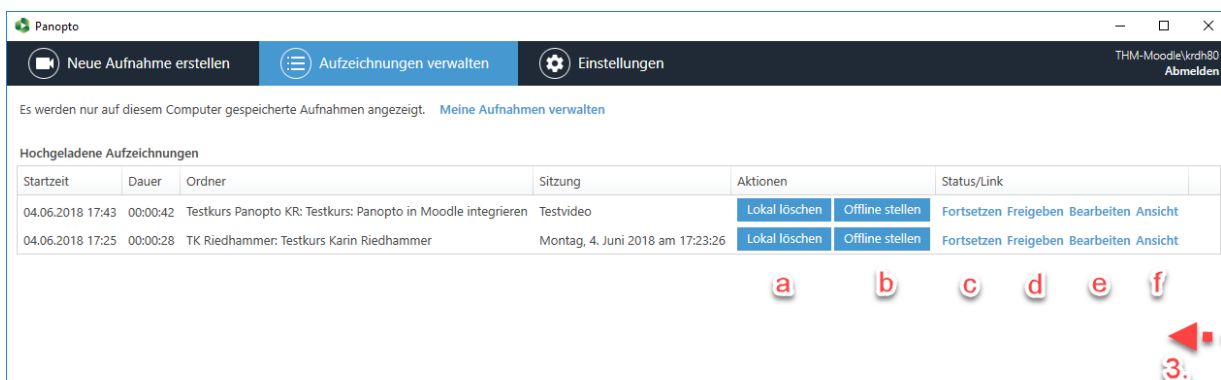 Panopto
THM-Moodle\krdh80
Neue Aufnahme erstellen Aufzeichnungen verwalten Einstellungen
Abmelden
Es werden nur auf diesem Computer gespeicherte Aufnahmen angezeigt. Meine Aufnahmen verwalten
Hochgeladene Aufzeichnungen
Startzeit Dauer Ordner Sitzung Aktionen Status/Link
04.06.2018 17:43 00:00:42 Testkurs Panopto KR: Testkurs: Panopto in Moodle integrieren Testvideo Lokal löschen Offline stellen Fortsetzen Freigeben Bearbeiten Ansicht
04.06.2018 17:25 00:00:28 TK Riedhammer: Testkurs Karin Riedhammer Montag, 4. Juni 2018 am 17:23:26 Lokal löschen Offline stellen Fortsetzen Freigeben Bearbeiten Ansicht
a b c d e f
3.